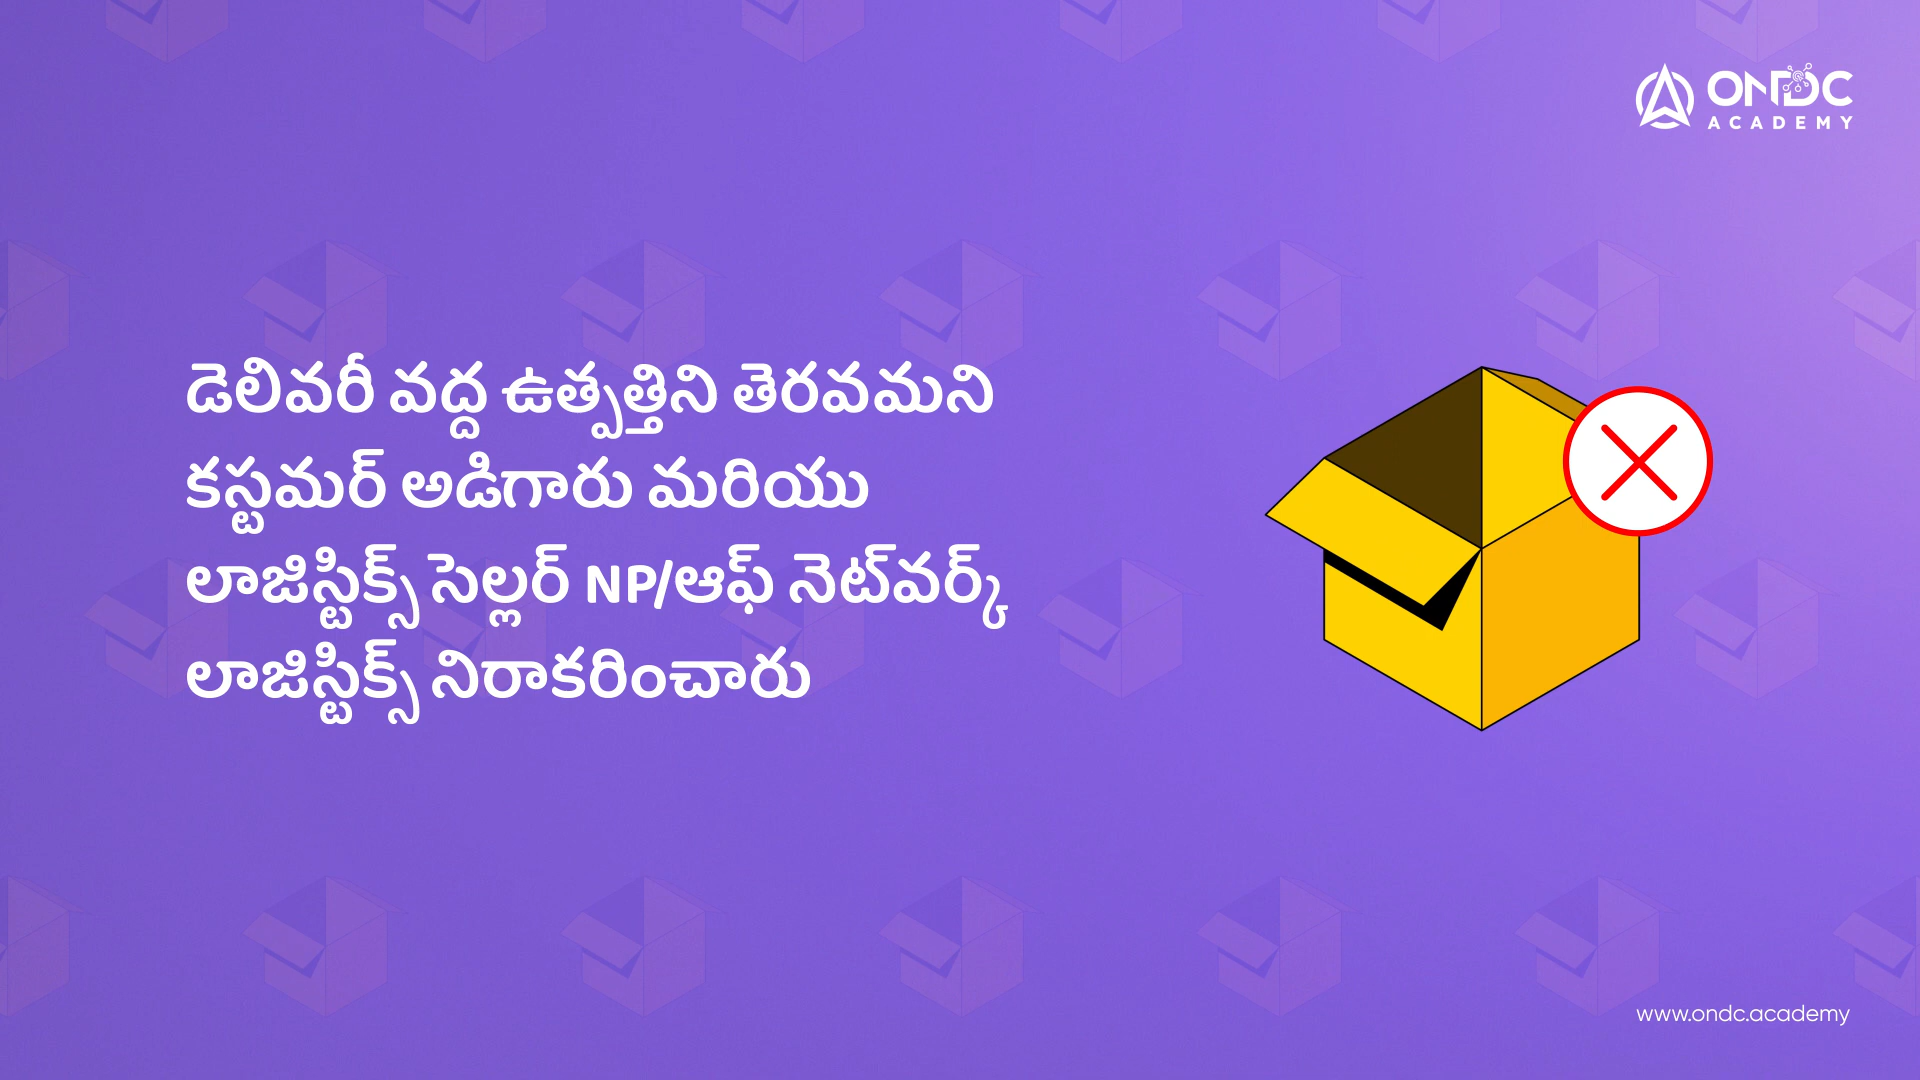 ONDC
ACADEMY
డెలివరీ వద్ద ఉత్పత్తిని తెరవమని
కస్టమర్ అడిగారు మరియు
లాజిస్టిక్స్ సెల్లర్ NP/ఆఫ్ నెట్‌వర్క్
లాజిస్టిక్స్ నిరాకరించారు
www.ondc.academy